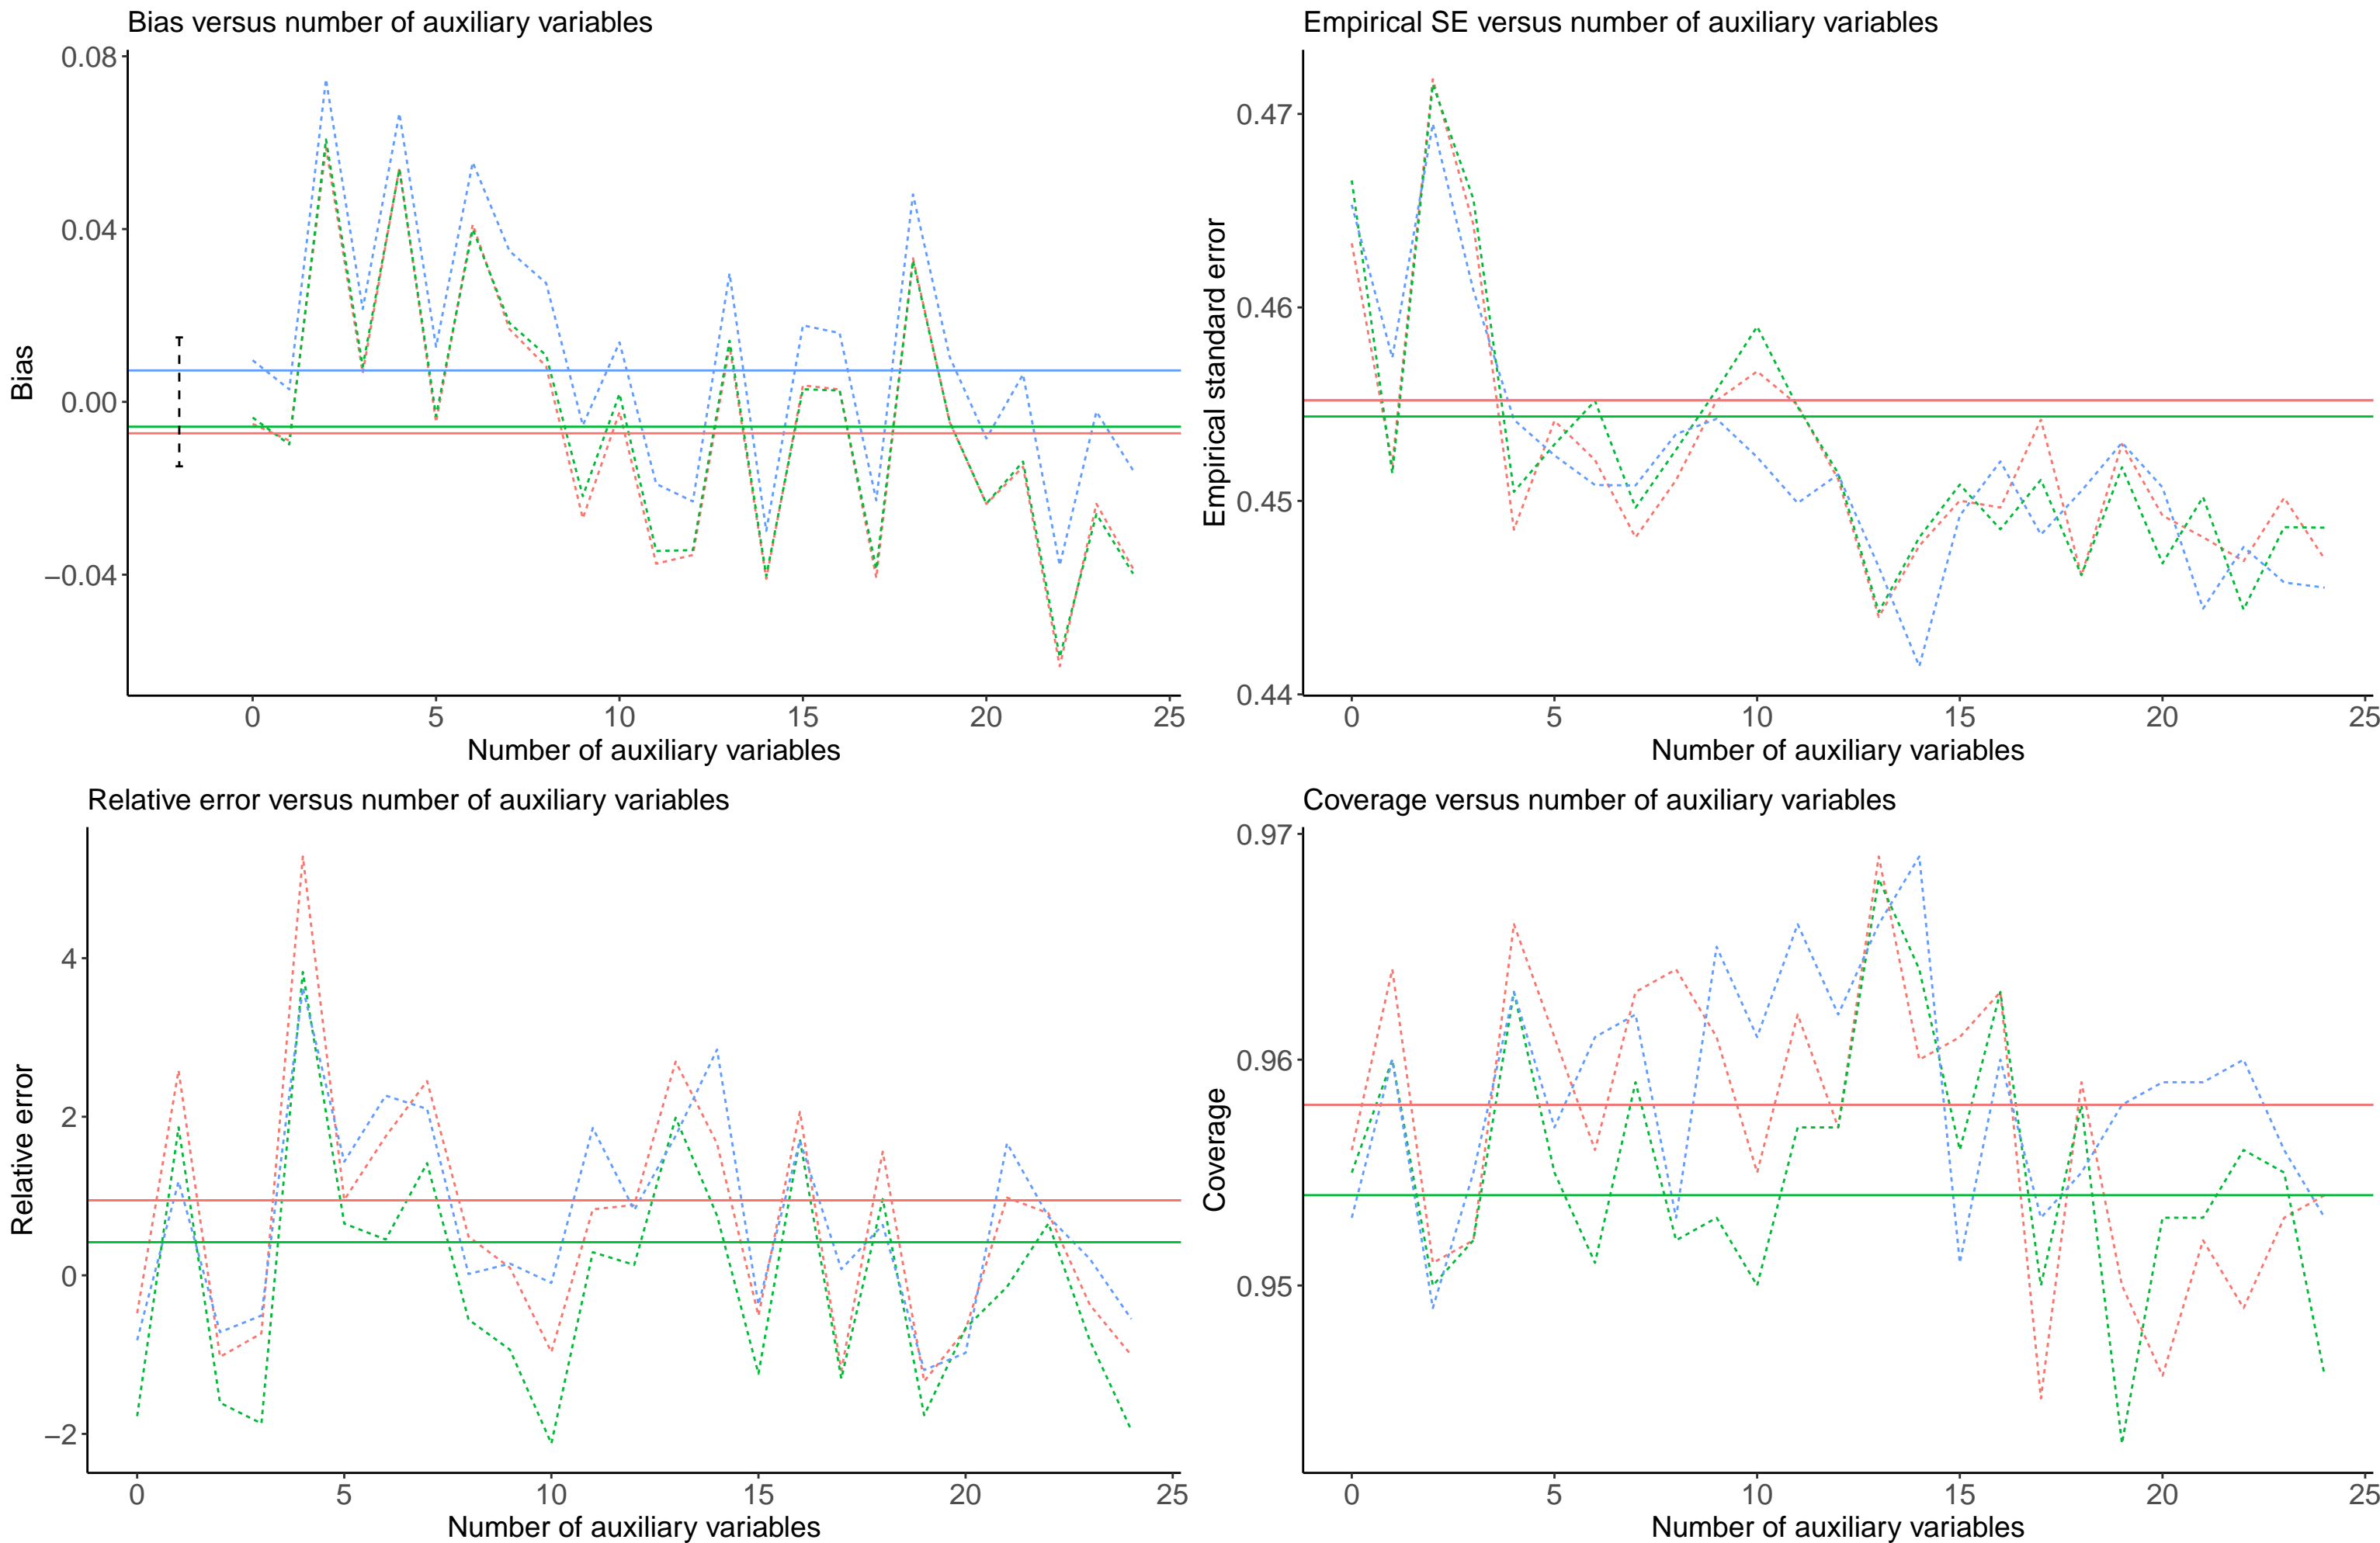 Bias versus number of auxiliary variables
0.08
0.04
0.00
−0.04
Bias
0 5 10 15 20 25
Number of auxiliary variables
Empirical SE versus number of auxiliary variables
0.47
0.46
0.45
0.44
Empirical standard error
0 5 10 15 20 25
Number of auxiliary variables
Relative error versus number of auxiliary variables
4
2
0
−2
Relative error
0 5 10 15 20 25
Number of auxiliary variables
Coverage versus number of auxiliary variables
0.97
0.96
0.95
Coverage
0 5 10 15 20 25
Number of auxiliary variables